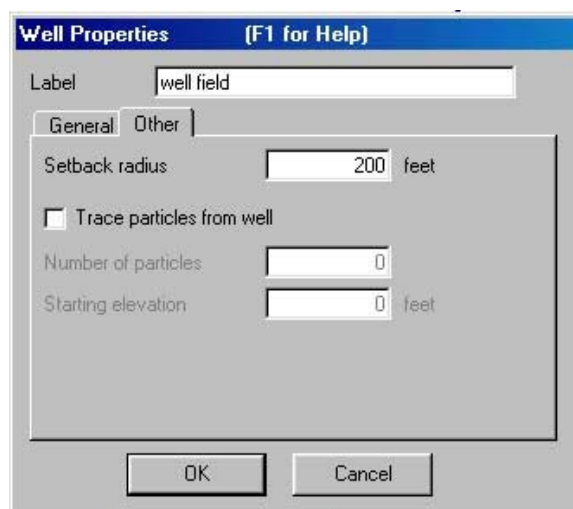 Well Properties (F1 for Help)
Label well field
General Other
Setback radius 200 feet
Trace particles from well
Number of particles 0
Starting elevation 0 feet
OK Cancel